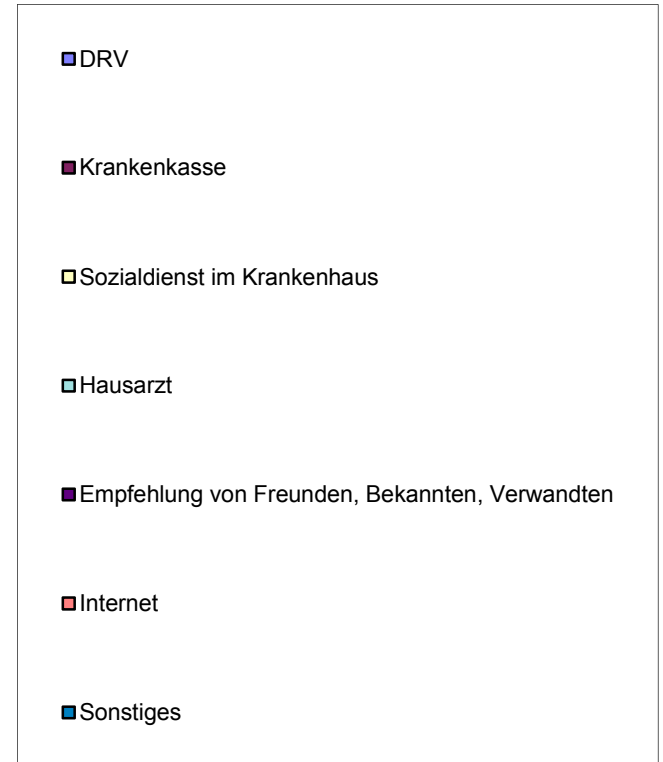 DRV
Krankenkasse
Sozialdienst im Krankenhaus
Hausarzt
Empfehlung von Freunden, Bekannten, Verwandten
Internet
Sonstiges